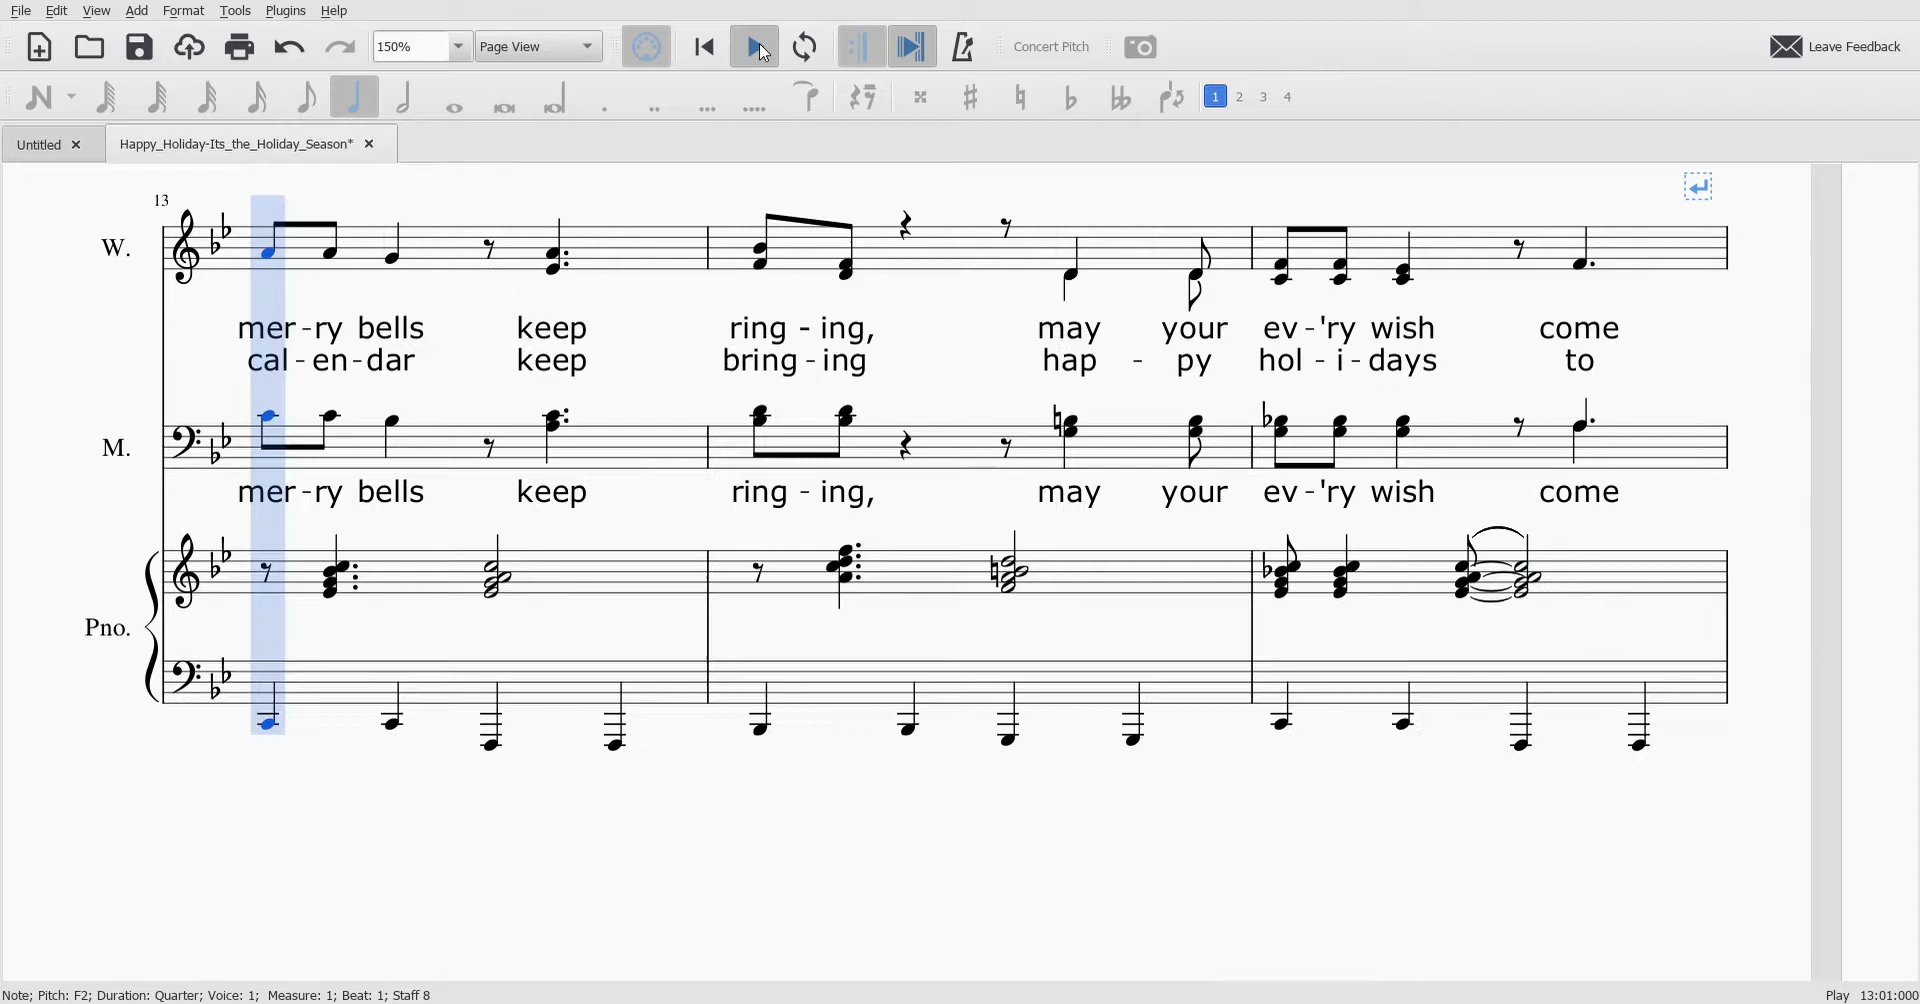 File Edit View Add Format Tools Plugins Help
150% Page View Concert Pitch Leave Feedback
1 2 3 4
Untitled Happy_Holiday-Its_the_Holiday_Season*
13
W.
mer-ry bells keep ring - ing, may your ev-'ry wish come
cal-en-dar keep bring-ing hap - py hol-i-days to
M.
mer-ry bells keep ring - ing, may your ev-'ry wish come
Pno.
Note; Pitch: F2; Duration: Quarter; Voice: 1; Measure: 1; Beat: 1; Staff 8 Play 13:01:000